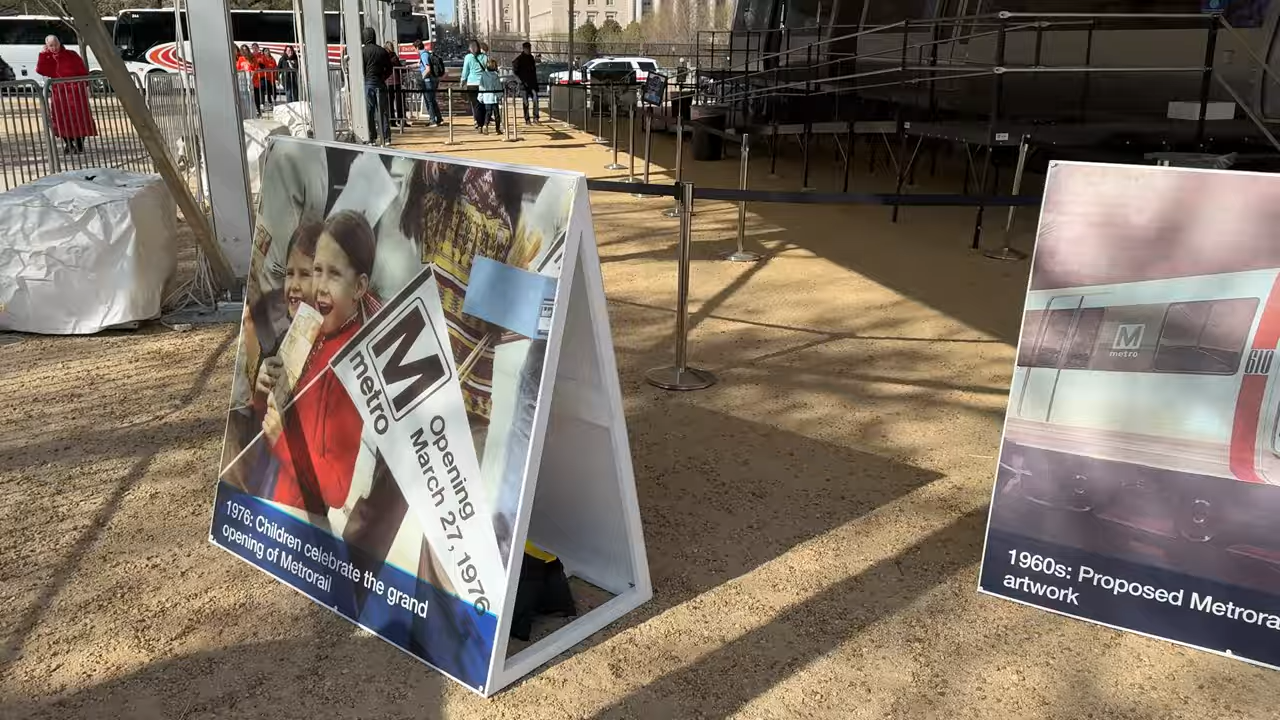 M
metro
Opening
March 27, 1976
1976: Children celebrate the grand
opening of Metrorail
M
metro
610
1960s: Proposed Metrora
artwork